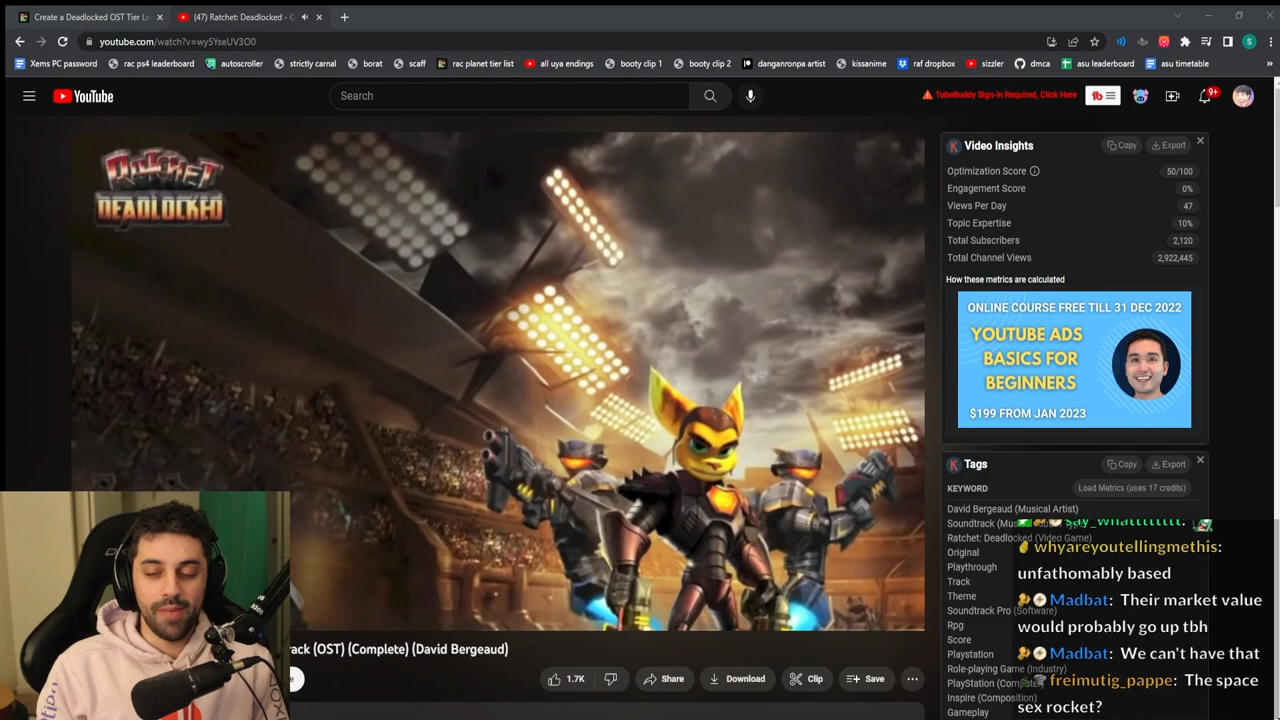 Create a Deadlocked OST Tier Lis
(47) Ratchet: Deadlocked - C
youtube.com/watch?v=wy5YseUV3O0
Xems PC password
rac ps4 leaderboard
autoscroller
strictly carnal
borat
scaff
rac planet tier list
all uya endings
booty clip 1
booty clip 2
danganronpa artist
kissanime
raf dropbox
sizzler
dmca
asu leaderboard
asu timetable
YouTube
Search
TubeBuddy Sign-in Required, Click Here
tb
9+
RATCHET
DEADLOCKED
Video Insights
Copy
Export
Optimization Score 50/100
Engagement Score 0%
Views Per Day 47
Topic Expertise 10%
Total Subscribers 2,120
Total Channel Views 2,922,445
How these metrics are calculated
ONLINE COURSE FREE TILL 31 DEC 2022
YOUTUBE ADS
BASICS FOR
BEGINNERS
$199 FROM JAN 2023
Tags
Copy
Export
KEYWORD
Load Metrics (uses 17 credits)
David Bergeaud (Musical Artist)
Soundtrack
Ratchet: Deadlocked (Video Game)
Original
Playthrough
Track
Theme
Soundtrack Pro (Software)
Rpg
Score
Playstation
Role-playing Game (Industry)
PlayStation
Inspire (Composition)
Gameplay
say_whatttttttt:
whyareyoutellingmethis:
unfathomably based
Madbat: Their market value
would probably go up tbh
Madbat: We can't have that
freimutig_pappe: The space
sex rocket?
rack (OST) (Complete) (David Bergeaud)
1.7K
Share
Download
Clip
Save